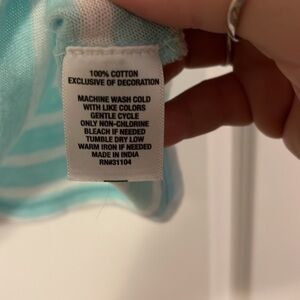 100% COTTON
EXCLUSIVE OF DECORATION
MACHINE WASH COLD
WITH LIKE COLORS
GENTLE CYCLE
ONLY NON-CHLORINE
BLEACH IF NEEDED
TUMBLE DRY LOW
WARM IRON IF NEEDED
MADE IN INDIA
RN#31104